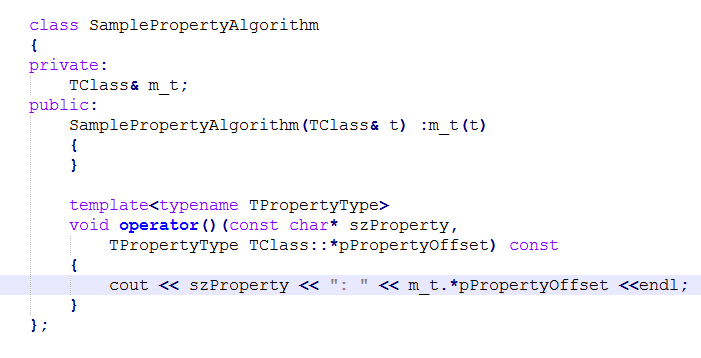 class SamplePropertyAlgorithm
{
private:
    TClass& m_t;
public:
    SamplePropertyAlgorithm(TClass& t) :m_t(t)
    {
    }

    template<typename TPropertyType>
    void operator()(const char* szProperty,
        TPropertyType TClass::*pPropertyOffset) const
    {
        cout << szProperty << ": " << m_t.*pPropertyOffset <<endl;
    }
};